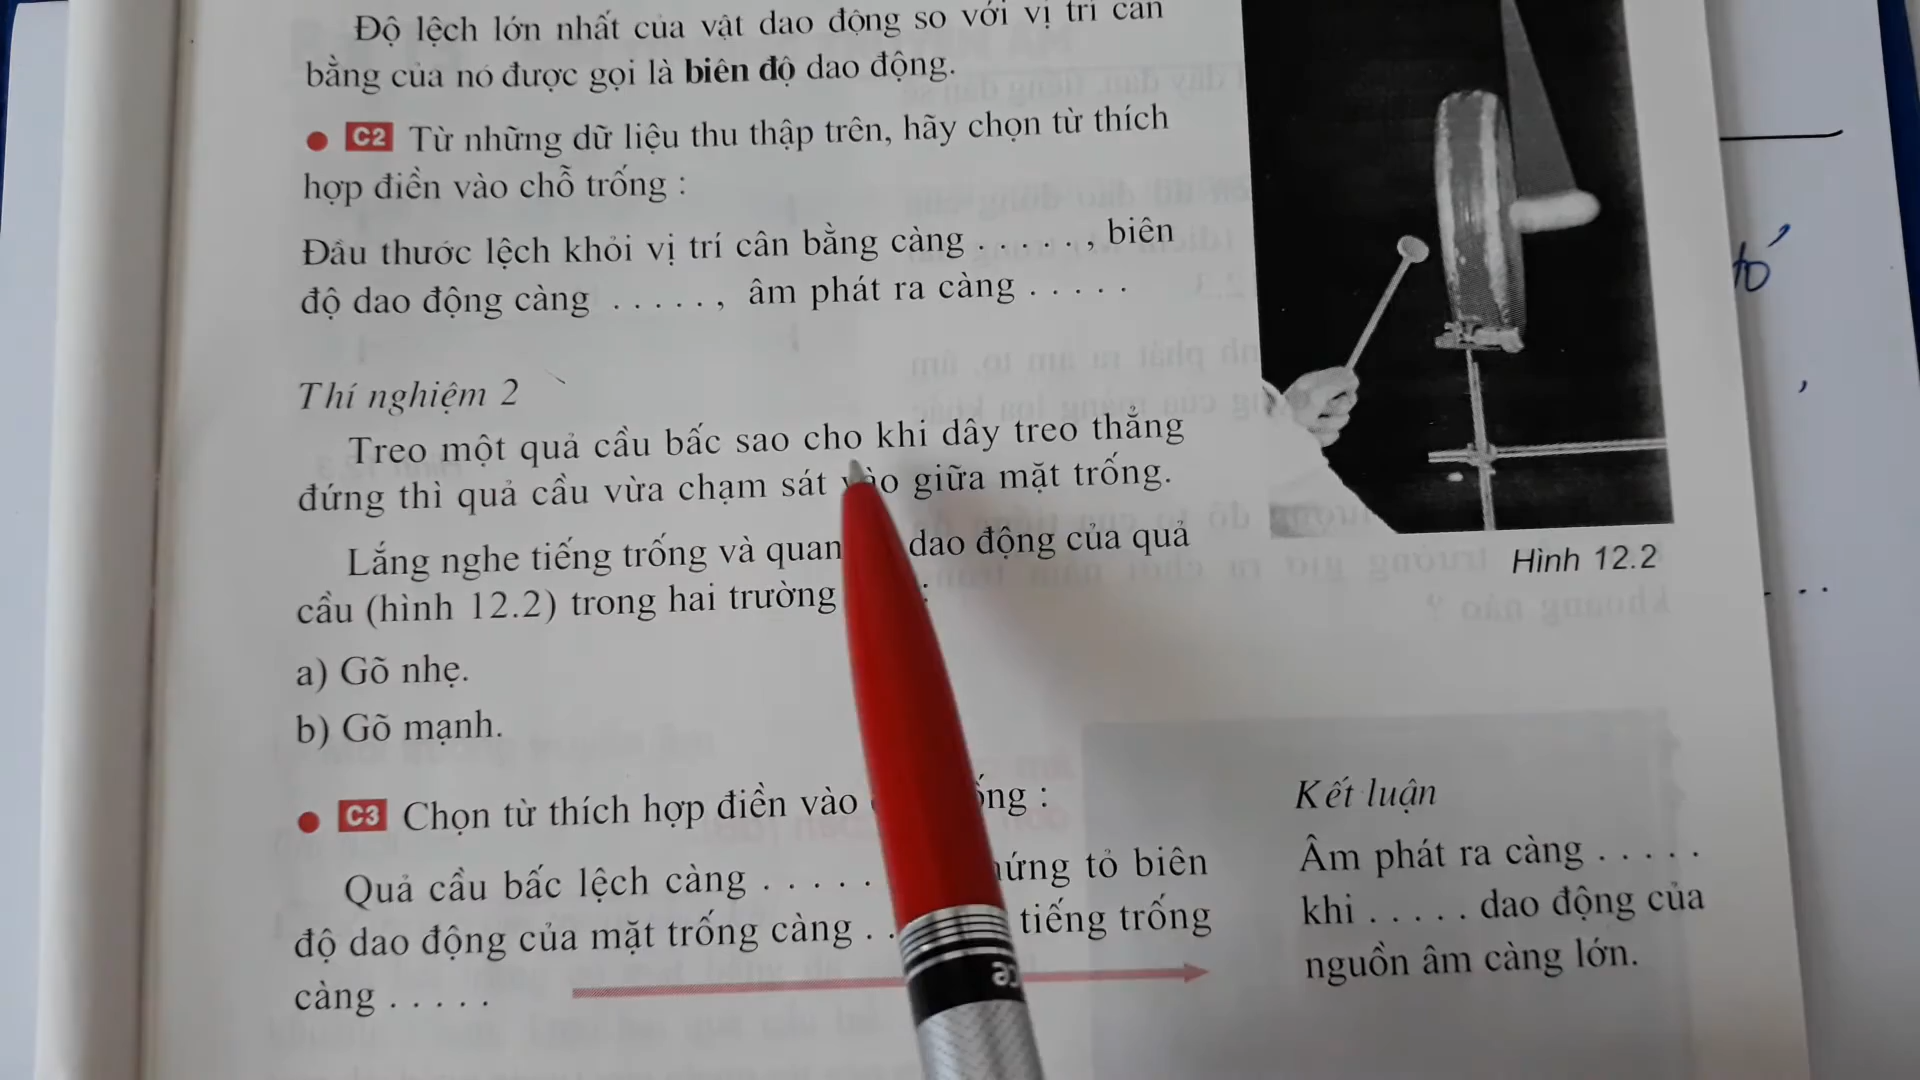 Độ lệch lớn nhất của vật dao động so với vị trí cân
bằng của nó được gọi là biên độ dao động.
C2 Từ những dữ liệu thu thập trên, hãy chọn từ thích
hợp điền vào chỗ trống :
Đầu thước lệch khỏi vị trí cân bằng càng . . . . . , biên
độ dao động càng . . . . . , âm phát ra càng . . . . .
Thí nghiệm 2
Treo một quả cầu bấc sao cho khi dây treo thẳng
đứng thì quả cầu vừa chạm sát vào giữa mặt trống.
Lắng nghe tiếng trống và quan dao động của quả
cầu (hình 12.2) trong hai trường :
a) Gõ nhẹ.
b) Gõ mạnh.
C3 Chọn từ thích hợp điền vào :
Quả cầu bấc lệch càng . . . . . tỏ biên
độ dao động của mặt trống càng . . tiếng trống
càng . . . . .
Hình 12.2
Kết luận
Âm phát ra càng . . . . .
khi . . . . . dao động của
nguồn âm càng lớn.
tố